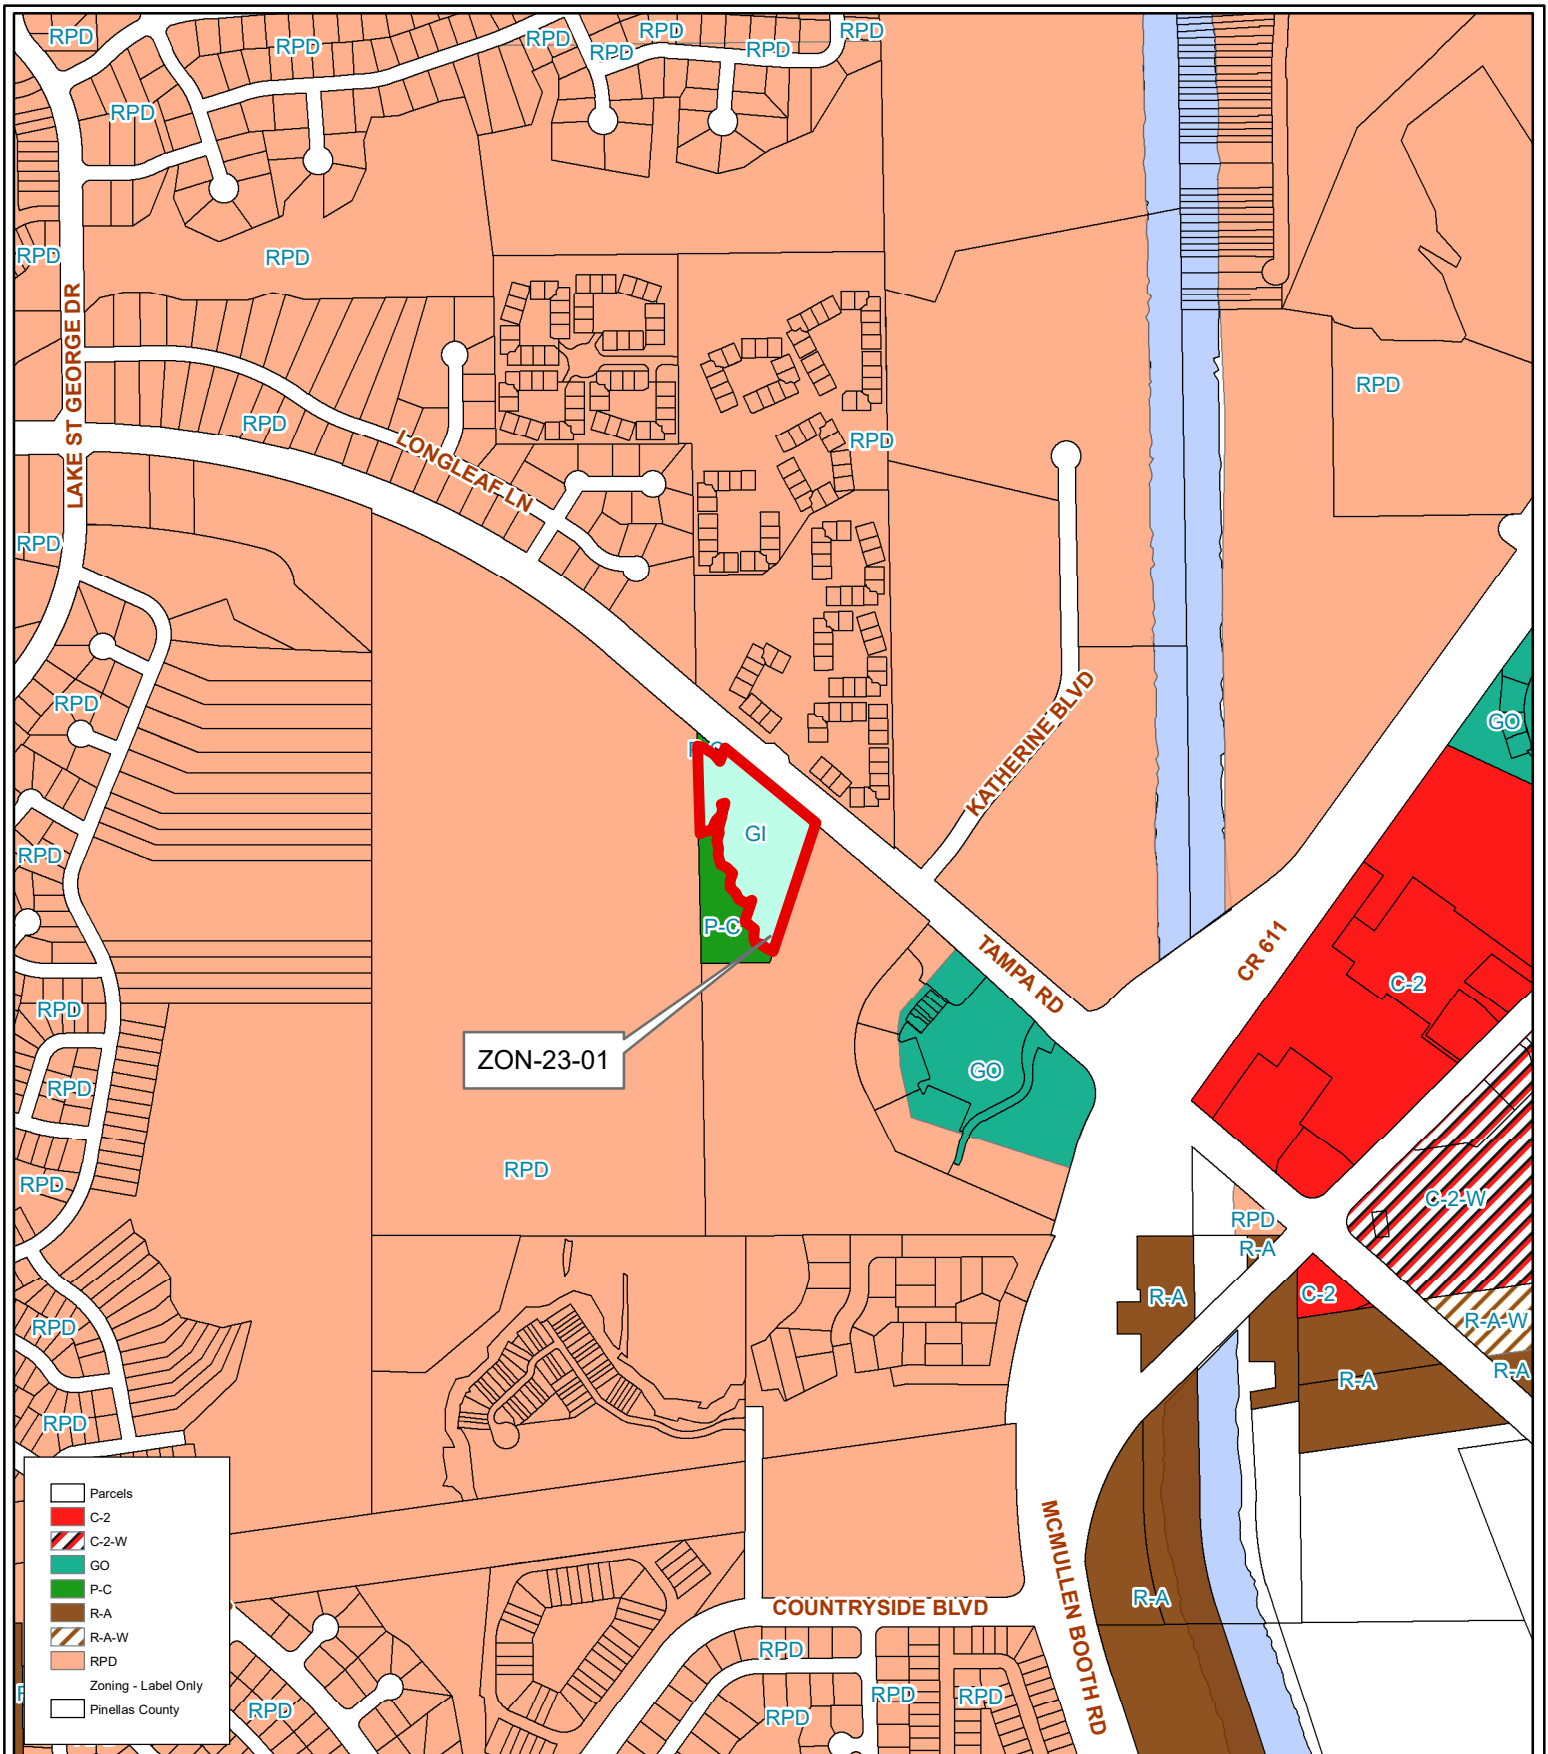 RPD
RPD
RPD
RPD
RPD
RPD
RPD
RPD
RPD
RPD
LAKE ST GEORGE DR
RPD
RPD
LONGLEAF LN
RPD
RPD
RPD
KATHERINE BLVD
GO
GI
RPD
P-C
TAMPA RD
CR 611
C-2
RPD
ZON-23-01
GO
RPD
RPD
RPD
C-2-W
RPD
R-A
R-A
C-2
R-A-W
RPD
R-A
R-A
RPD
MCMULLEN BOOTH RD
R-A
COUNTRYSIDE BLVD
RPD
RPD
RPD
RPD
RPD
Parcels
C-2
C-2-W
GO
P-C
R-A
R-A-W
RPD
Zoning - Label Only
Pinellas County